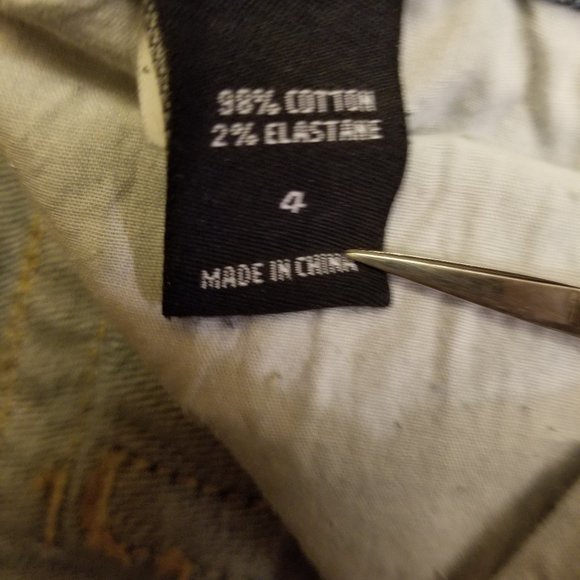 98% COTTON
2% ELASTANE
4
MADE IN CHINA